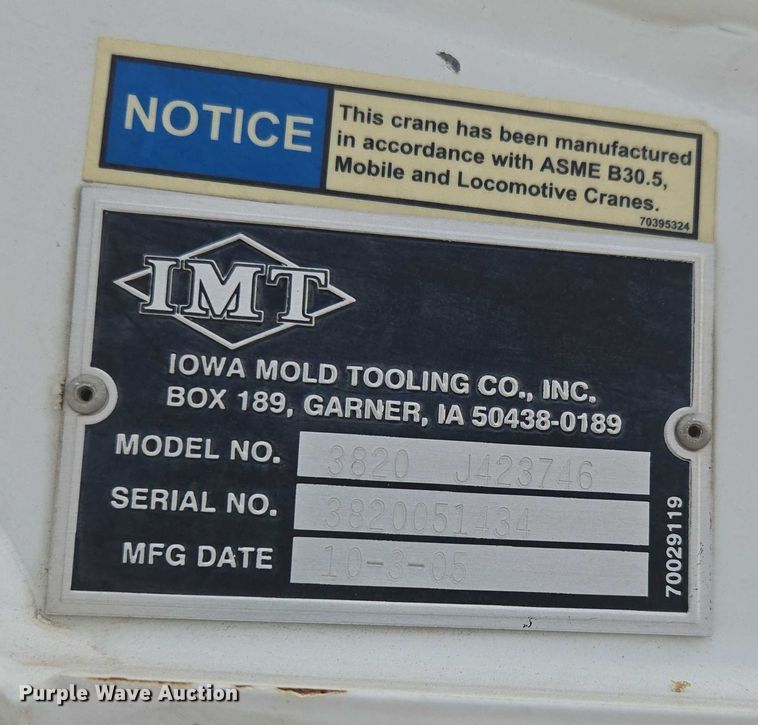 NOTICE
This crane has been manufactured
in accordance with ASME B30.5,
Mobile and Locomotive Cranes.
70395324
IMT
IOWA MOLD TOOLING CO., INC.
BOX 189, GARNER, IA 50438-0189
MODEL NO. 3820 J423746
SERIAL NO. 3820051434
MFG DATE 10-3-05
70029119
Purple Wave Auction